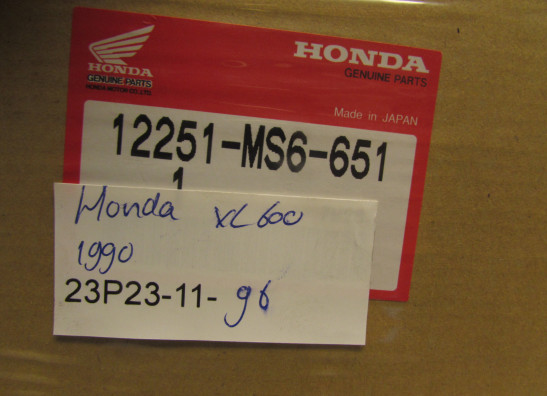 HONDA
GENUINE PARTS
HONDA MOTOR CO.,LTD.
HONDA
GENUINE PARTS
Made in JAPAN
12251-MS6-651
1
Honda XL600
1990
23P23-11-96